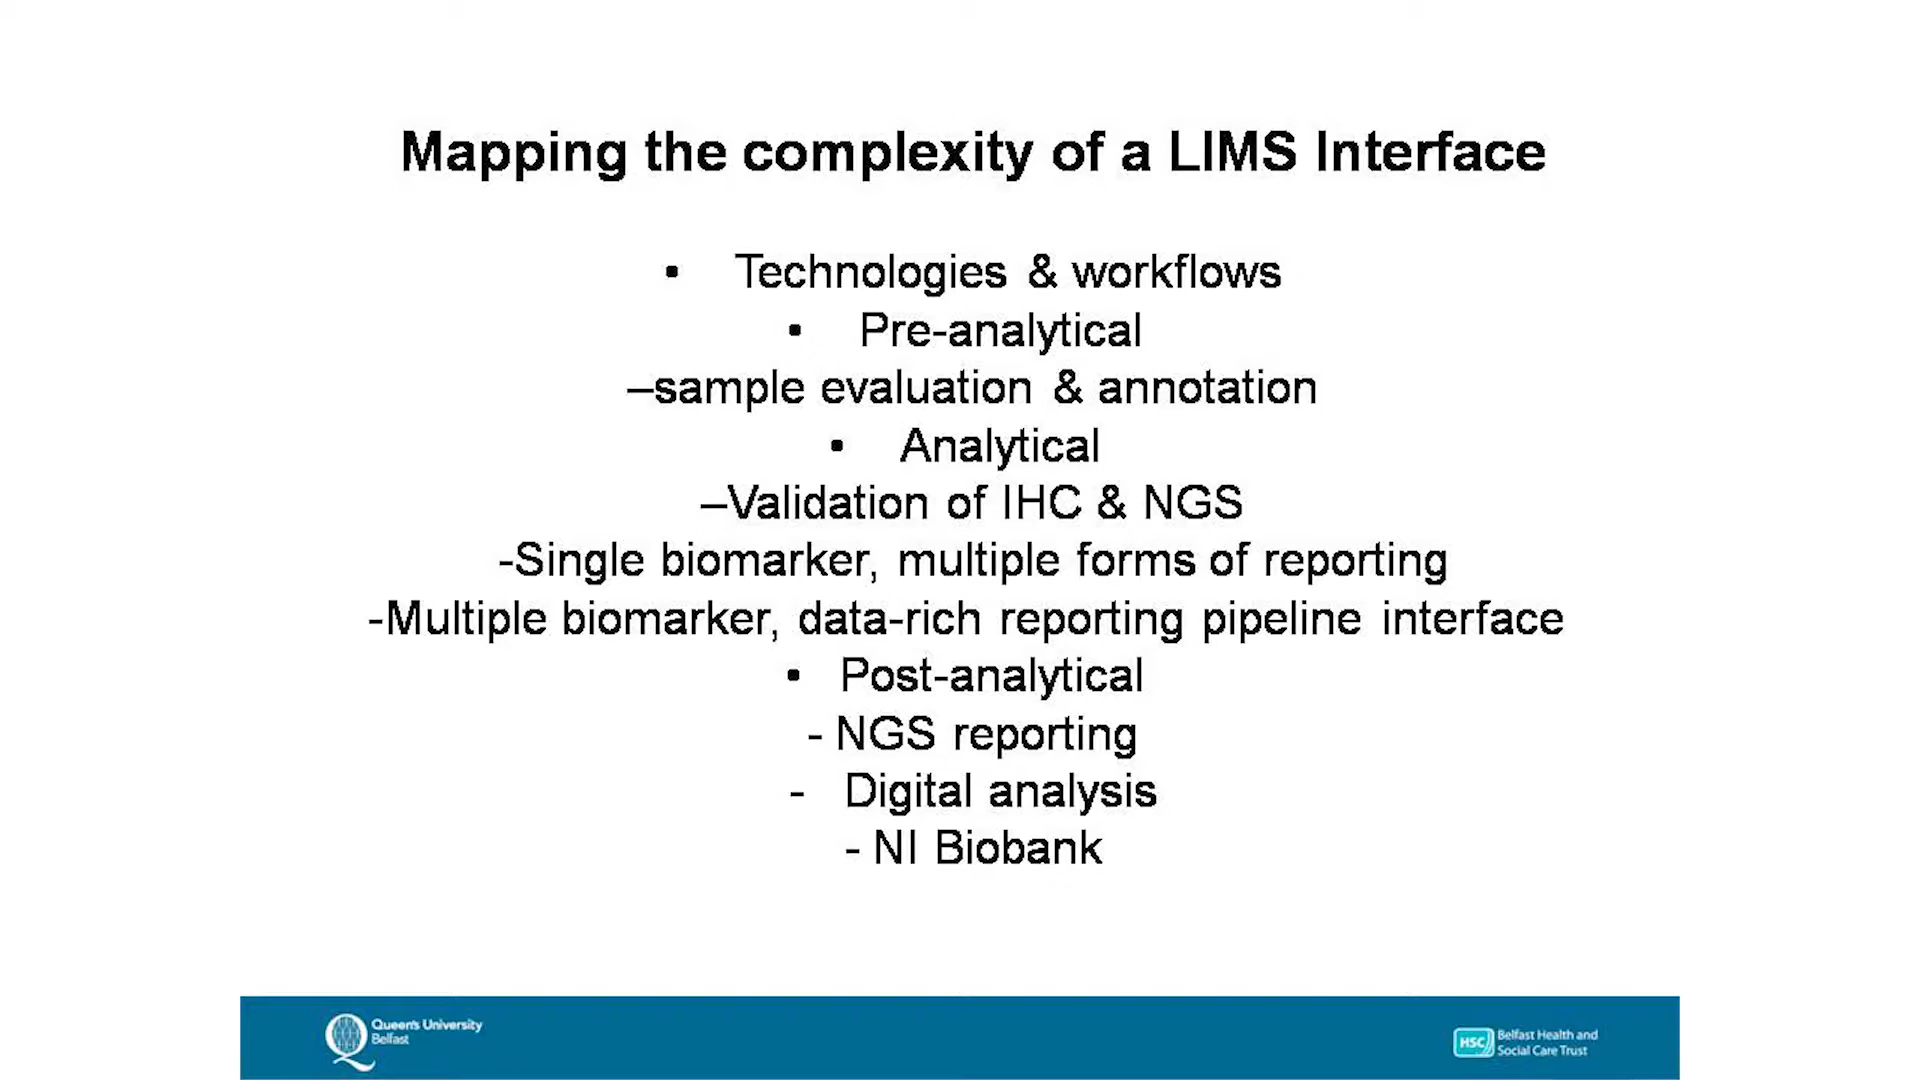 Mapping the complexity of a LIMS Interface
• Technologies & workflows
• Pre-analytical
–sample evaluation & annotation
• Analytical
–Validation of IHC & NGS
-Single biomarker, multiple forms of reporting
-Multiple biomarker, data-rich reporting pipeline interface
• Post-analytical
- NGS reporting
- Digital analysis
- NI Biobank
Queen's University
Belfast
HSC
Belfast Health and
Social Care Trust